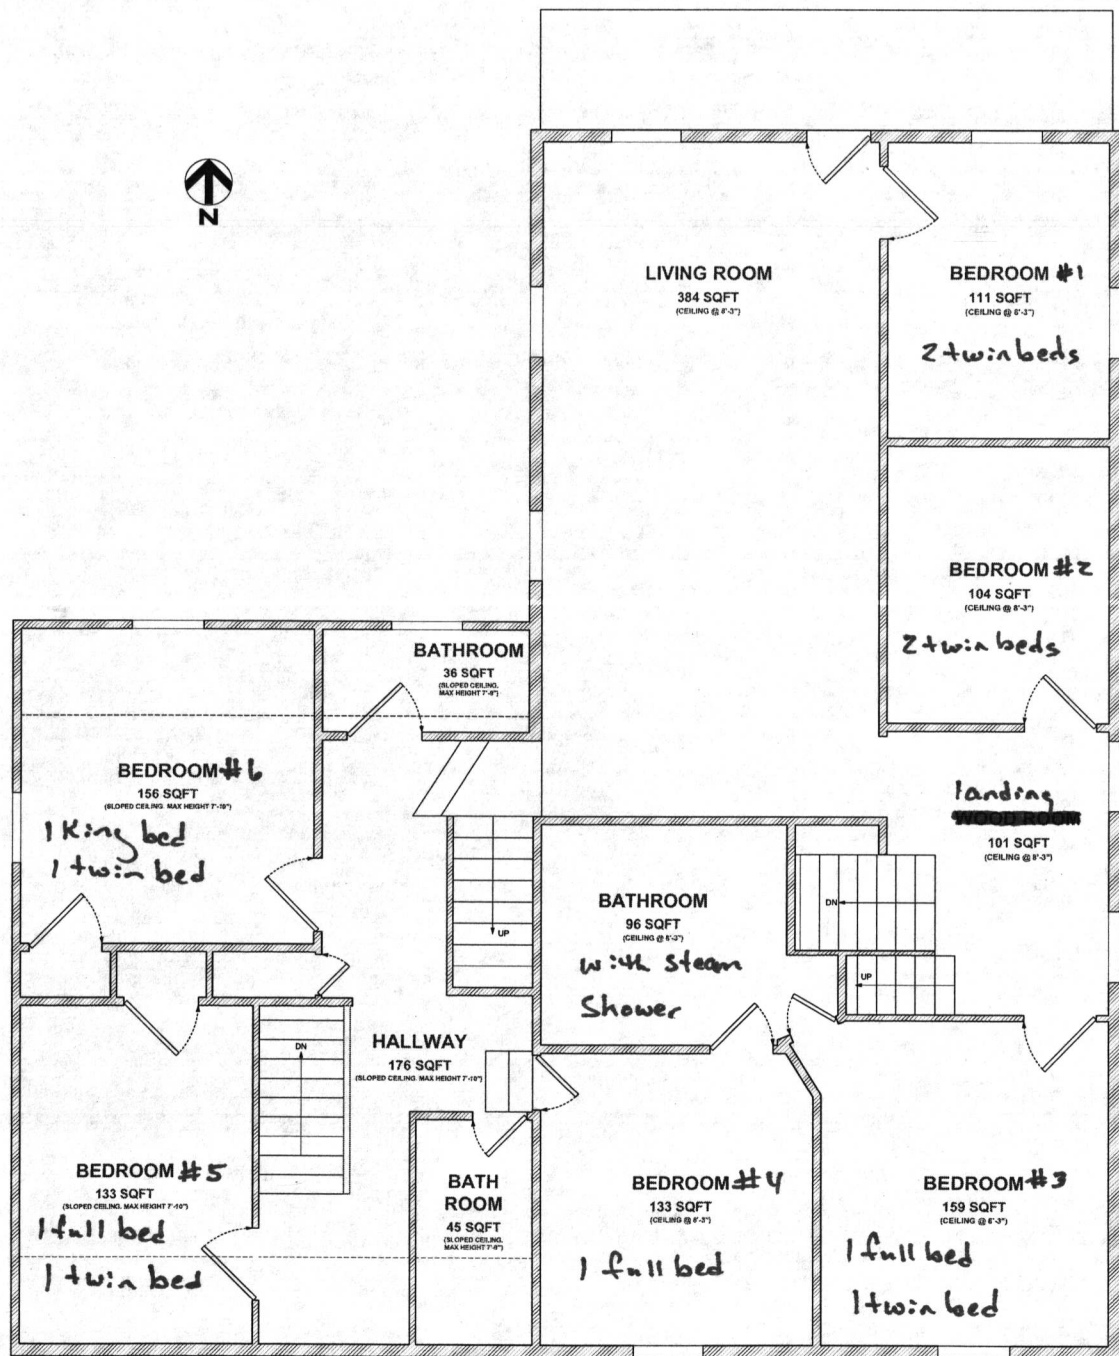 N
LIVING ROOM
384 SQFT
(CEILING @ 8'-3")
BEDROOM #1
111 SQFT
(CEILING @ 8'-3")
2 twin beds
BEDROOM #2
104 SQFT
(CEILING @ 8'-3")
2 twin beds
BATHROOM
36 SQFT
(SLOPED CEILING.
MAX HEIGHT 7'-9")
BEDROOM #6
156 SQFT
(SLOPED CEILING. MAX HEIGHT 7'-10")
1 King bed
1 twin bed
landing
WOOD ROOM
101 SQFT
(CEILING @ 8'-3")
DN
UP
UP
BATHROOM
96 SQFT
(CEILING @ 8'-3")
with steam
Shower
DN
HALLWAY
176 SQFT
(SLOPED CEILING. MAX HEIGHT 7'-10")
BEDROOM #5
133 SQFT
(SLOPED CEILING. MAX HEIGHT 7'-10")
1 full bed
1 twin bed
BATH
ROOM
45 SQFT
(SLOPED CEILING.
MAX HEIGHT 7'-9")
BEDROOM #4
133 SQFT
(CEILING @ 8'-3")
1 full bed
BEDROOM #3
159 SQFT
(CEILING @ 8'-3")
1 full bed
1 twin bed